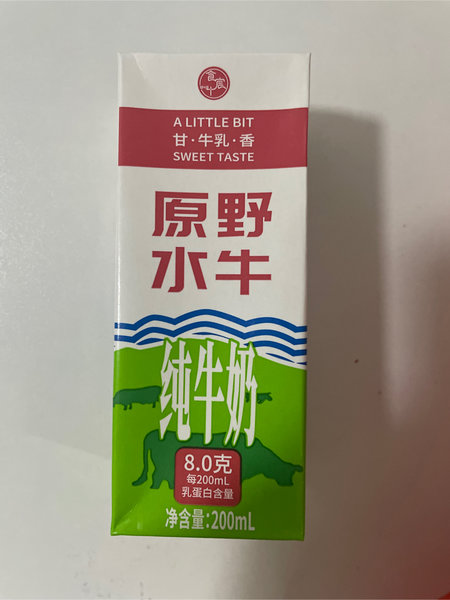 A LITTLE BIT
甘·牛乳·香
SWEET TASTE
原野
水牛
纯牛奶
8.0克
每200mL
乳蛋白含量
净含量:200mL